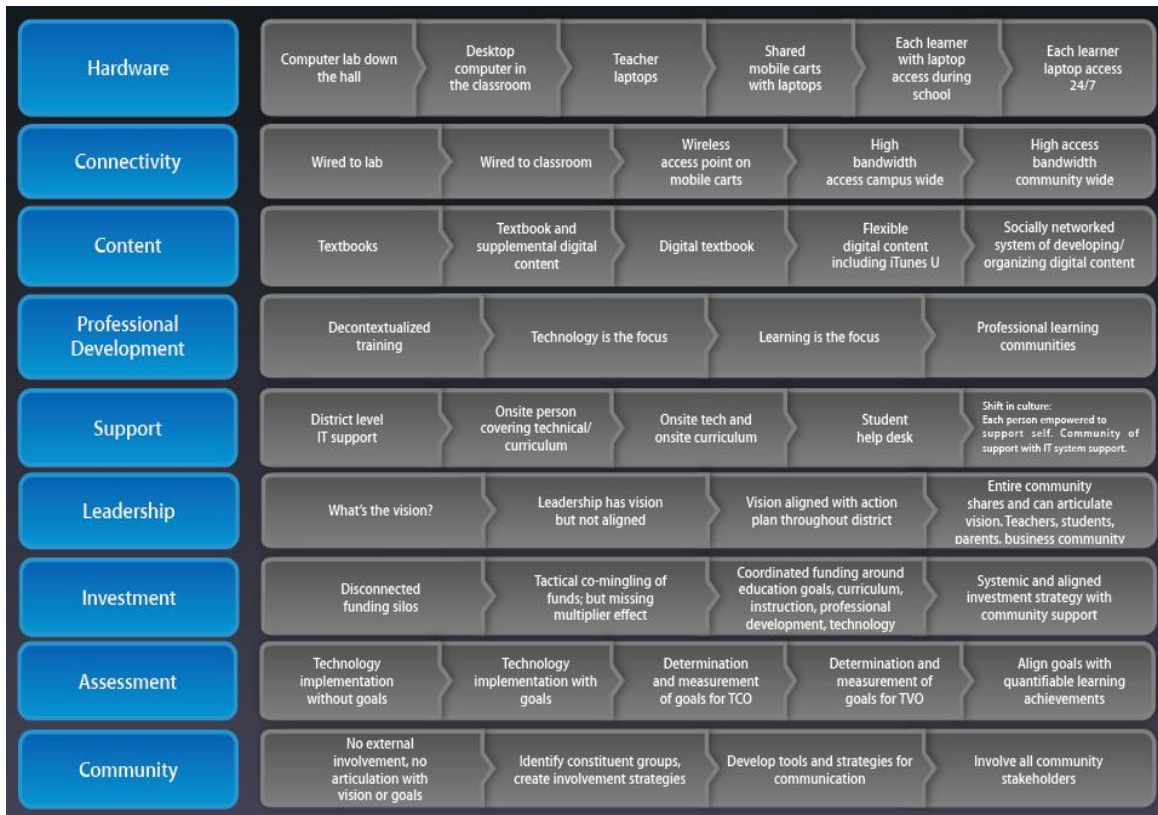 Hardware
Computer lab down
the hall
Desktop
computer in
the classroom
Teacher
laptops
Shared
mobile carts
with laptops
Each learner
with laptop
access during
school
Each learner
laptop access
24/7
Connectivity
Wired to lab
Wired to classroom
Wireless
access point on
mobile carts
High
bandwidth
access campus wide
High access
bandwidth
community wide
Content
Textbooks
Textbook and
supplemental digital
content
Digital textbook
Flexible
digital content
including iTunes U
Socially networked
system of developing/
organizing digital content
Professional
Development
Decontextualized
training
Technology is the focus
Learning is the focus
Professional learning
communities
Support
District level
IT support
Onsite person
covering technical/
curriculum
Onsite tech and
onsite curriculum
Student
help desk
Shift in culture:
Each person empowered to
support self. Community of
support with IT system support.
Leadership
What's the vision?
Leadership has vision
but not aligned
Vision aligned with action
plan throughout district
Entire community
shares and can articulate
vision. Teachers, students,
parents, business community
Investment
Disconnected
funding silos
Tactical co-mingling of
funds; but missing
multiplier effect
Coordinated funding around
education goals, curriculum,
instruction, professional
development, technology
Systemic and aligned
investment strategy with
community support
Assessment
Technology
implementation
without goals
Technology
implementation with
goals
Determination
and measurement
of goals for TCO
Determination and
measurement of
goals for TVO
Align goals with
quantifiable learning
achievements
Community
No external
involvement, no
articulation with
vision or goals
Identify constituent groups,
create involvement strategies
Develop tools and strategies for
communication
Involve all community
stakeholders